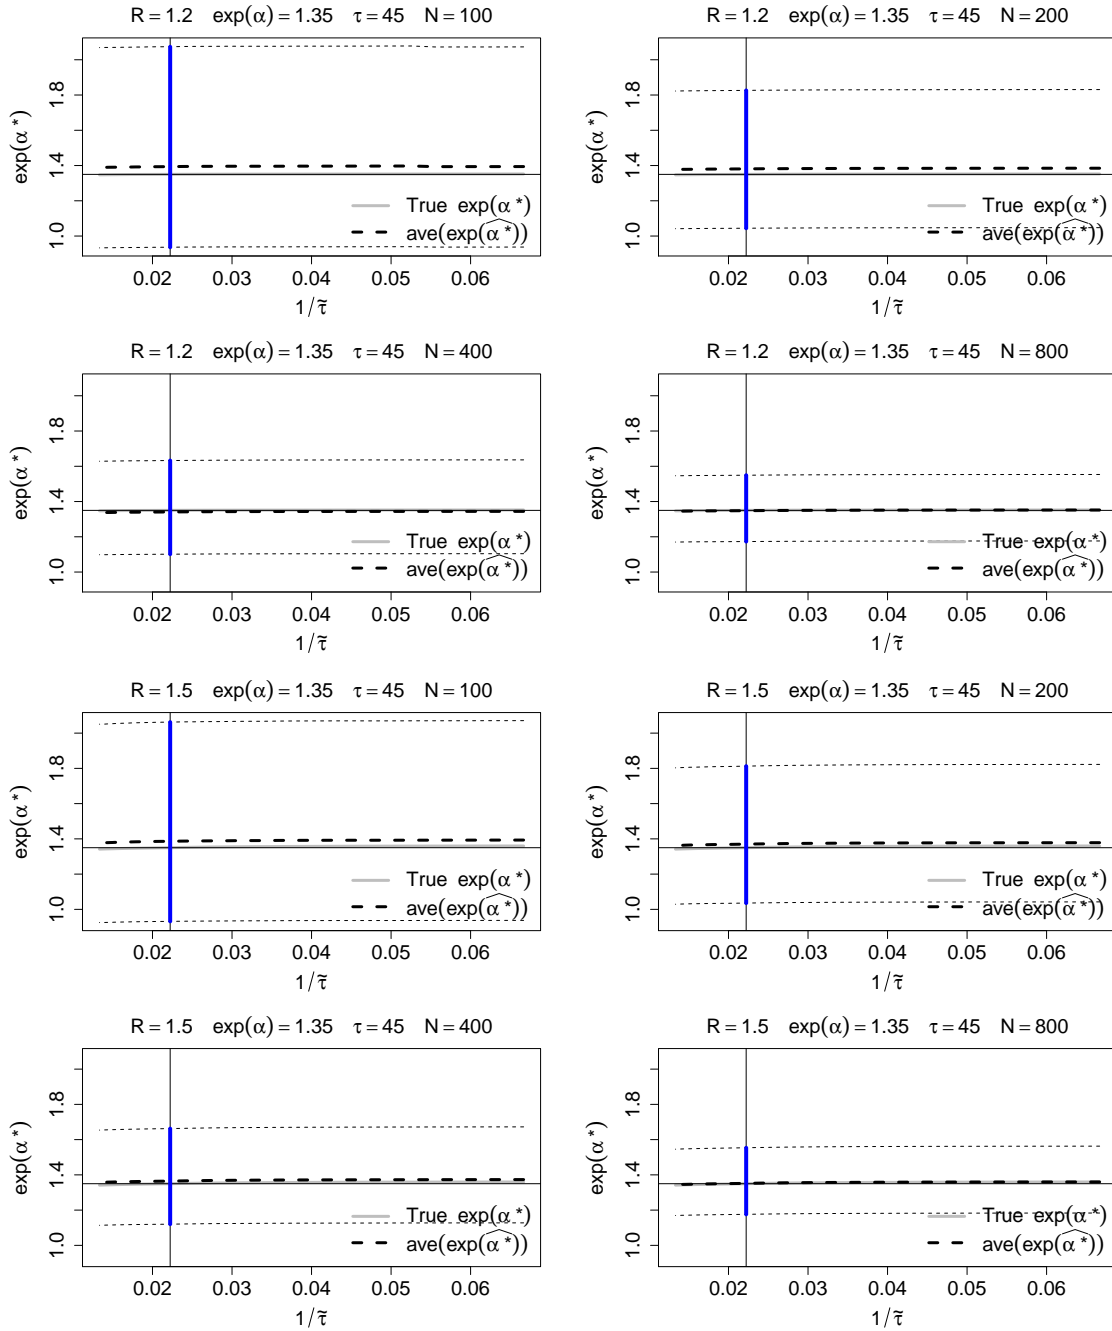 R = 1.2 exp(α) = 1.35 τ = 45 N = 100
exp(α*)
1.0 1.4 1.8
True exp(α*)
ave(exp(α̂*))
0.02 0.03 0.04 0.05 0.06
1/τ̃
R = 1.2 exp(α) = 1.35 τ = 45 N = 200
exp(α*)
1.0 1.4 1.8
True exp(α*)
ave(exp(α̂*))
0.02 0.03 0.04 0.05 0.06
1/τ̃
R = 1.2 exp(α) = 1.35 τ = 45 N = 400
exp(α*)
1.0 1.4 1.8
True exp(α*)
ave(exp(α̂*))
0.02 0.03 0.04 0.05 0.06
1/τ̃
R = 1.2 exp(α) = 1.35 τ = 45 N = 800
exp(α*)
1.0 1.4 1.8
True exp(α*)
ave(exp(α̂*))
0.02 0.03 0.04 0.05 0.06
1/τ̃
R = 1.5 exp(α) = 1.35 τ = 45 N = 100
exp(α*)
1.0 1.4 1.8
True exp(α*)
ave(exp(α̂*))
0.02 0.03 0.04 0.05 0.06
1/τ̃
R = 1.5 exp(α) = 1.35 τ = 45 N = 200
exp(α*)
1.0 1.4 1.8
True exp(α*)
ave(exp(α̂*))
0.02 0.03 0.04 0.05 0.06
1/τ̃
R = 1.5 exp(α) = 1.35 τ = 45 N = 400
exp(α*)
1.0 1.4 1.8
True exp(α*)
ave(exp(α̂*))
0.02 0.03 0.04 0.05 0.06
1/τ̃
R = 1.5 exp(α) = 1.35 τ = 45 N = 800
exp(α*)
1.0 1.4 1.8
True exp(α*)
ave(exp(α̂*))
0.02 0.03 0.04 0.05 0.06
1/τ̃